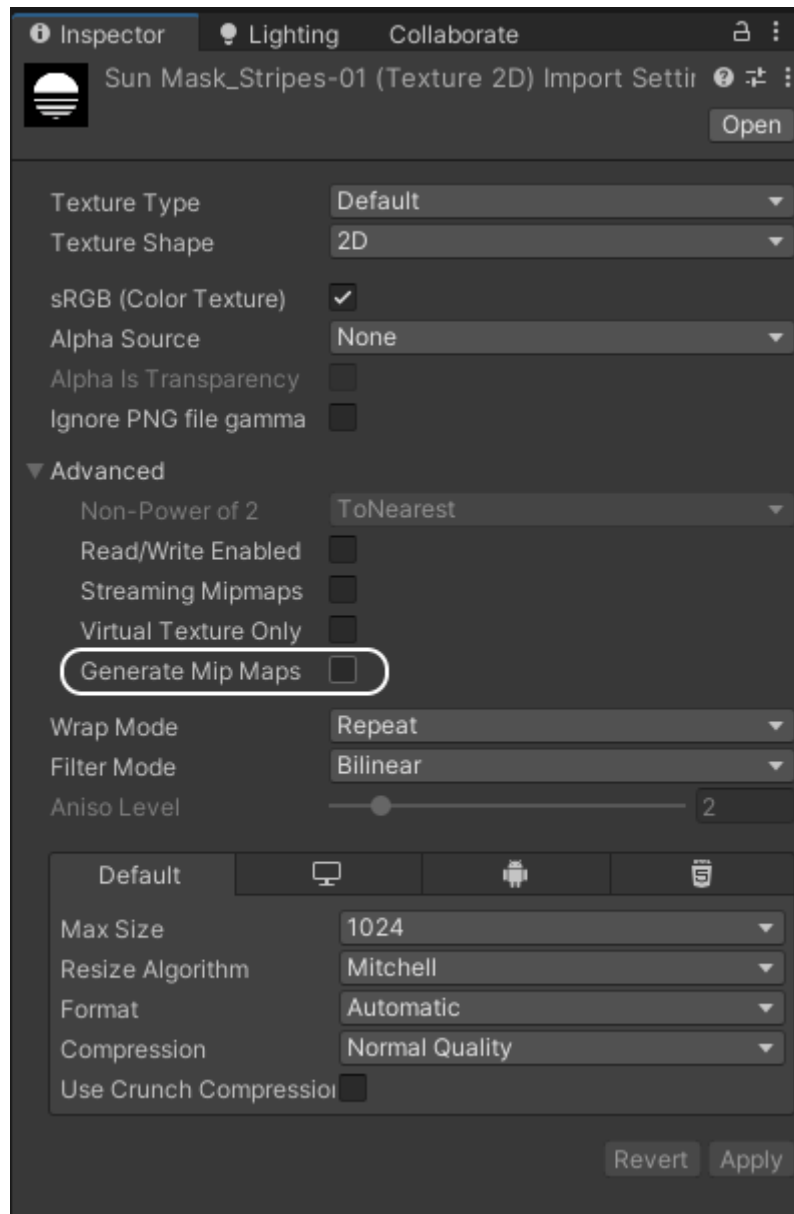 Inspector Lighting Collaborate
Sun Mask_Stripes-01 (Texture 2D) Import Settin
Open
Texture Type Default
Texture Shape 2D
sRGB (Color Texture)
Alpha Source None
Alpha Is Transparency
Ignore PNG file gamma
Advanced
Non-Power of 2 ToNearest
Read/Write Enabled
Streaming Mipmaps
Virtual Texture Only
Generate Mip Maps
Wrap Mode Repeat
Filter Mode Bilinear
Aniso Level 2
Default
Max Size 1024
Resize Algorithm Mitchell
Format Automatic
Compression Normal Quality
Use Crunch Compression
Revert Apply